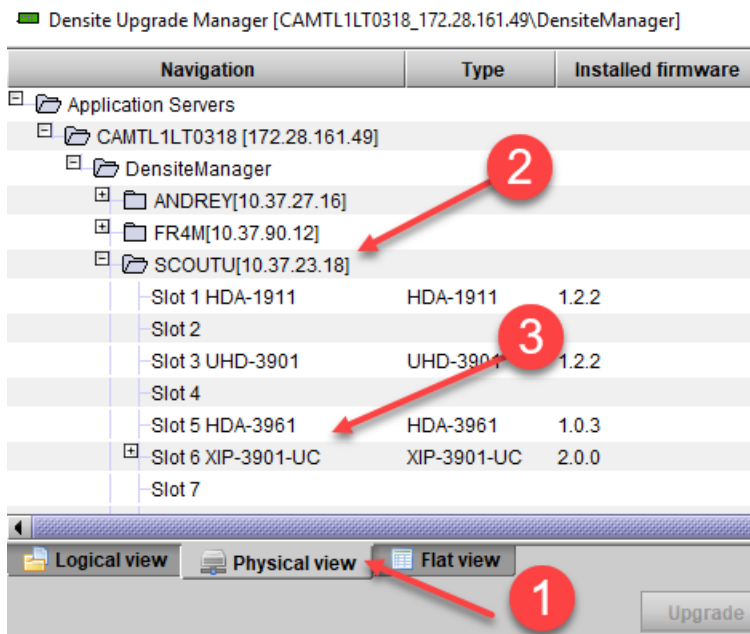 Densite Upgrade Manager [CAMTL1LT0318_172.28.161.49\DensiteManager]
Navigation Type Installed firmware
Application Servers
CAMTL1LT0318 [172.28.161.49]
DensiteManager
2
ANDREY[10.37.27.16]
FR4M[10.37.90.12]
SCOUTU[10.37.23.18]
Slot 1 HDA-1911 HDA-1911 1.2.2
Slot 2
3
Slot 3 UHD-3901 UHD-3901 1.2.2
Slot 4
Slot 5 HDA-3961 HDA-3961 1.0.3
Slot 6 XIP-3901-UC XIP-3901-UC 2.0.0
Slot 7
Logical view Physical view Flat view
1
Upgrade